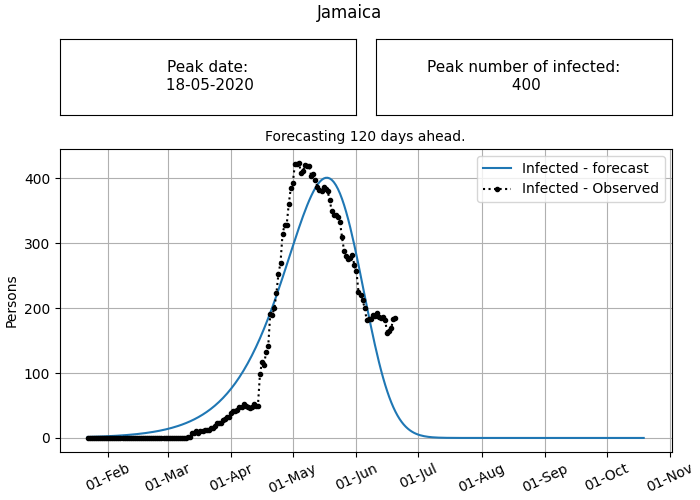 Jamaica
Peak date:
18-05-2020
Peak number of infected:
400
Forecasting 120 days ahead.
Infected - forecast
Infected - Observed
Persons
400
300
200
100
0
01-Feb
01-Mar
01-Apr
01-May
01-Jun
01-Jul
01-Aug
01-Sep
01-Oct
01-Nov